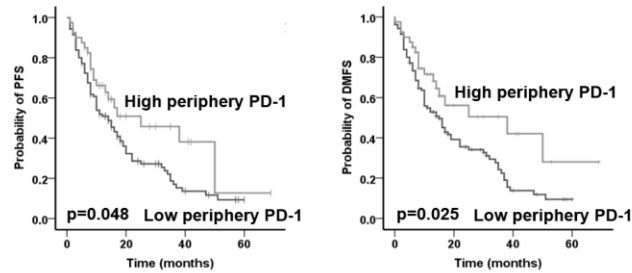 Probability of PFS
1.0
0.8
0.6
0.4
0.2
0.0
High periphery PD-1
p=0.048 Low periphery PD-1
0 20 40 60
Time (months)
Probability of DMFS
1.0
0.8
0.6
0.4
0.2
0.0
High periphery PD-1
p=0.025 Low periphery PD-1
0 20 40 60
Time (months)